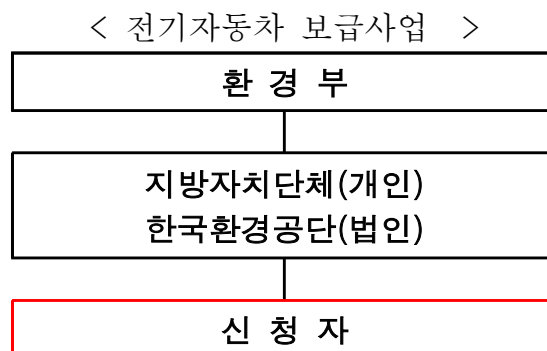 < 전기자동차 보급사업 >
환 경 부
지방자치단체(개인)
한국환경공단(법인)
신 청 자